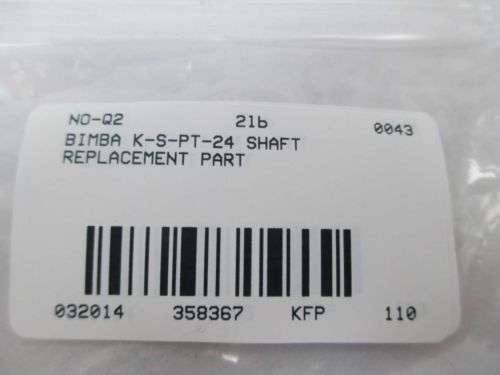 NO-Q2 21b 0043
BIMBA K-S-PT-24 SHAFT
REPLACEMENT PART
032014 358367 KFP 110